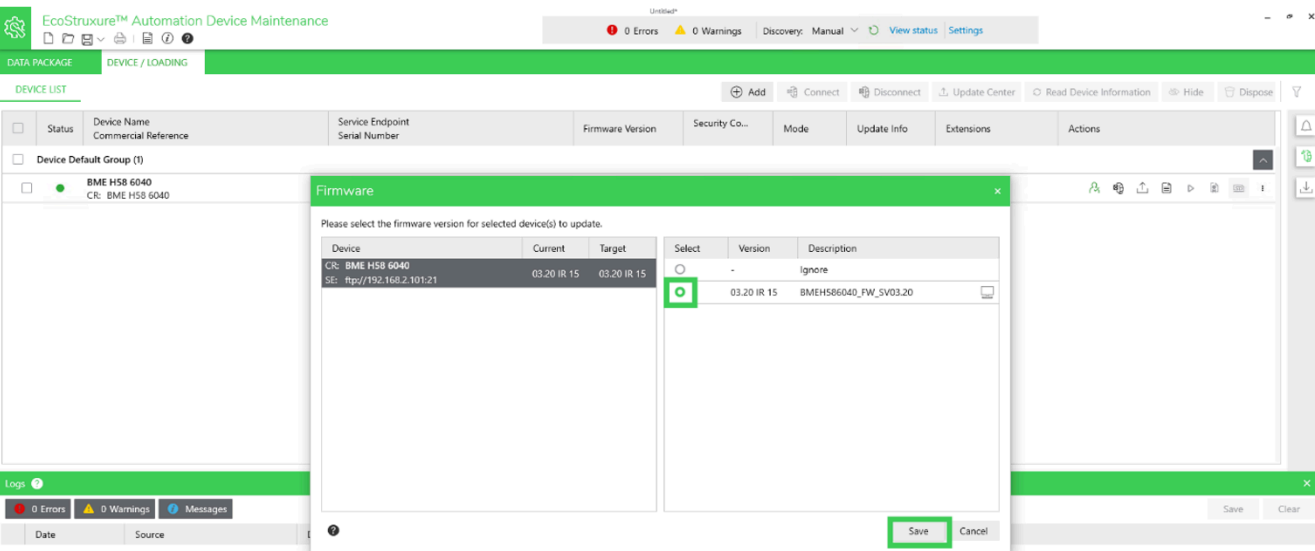 Untitled*
EcoStruxure™ Automation Device Maintenance
0 Errors 0 Warnings Discovery: Manual View status Settings
DATA PACKAGE DEVICE / LOADING
DEVICE LIST
Add Connect Disconnect Update Center Read Device Information Hide Dispose
Status Device Name Service Endpoint Firmware Version Security Co... Mode Update Info Extensions Actions
Commercial Reference Serial Number
Device Default Group (1)
BME H58 6040
CR: BME H58 6040
Firmware
Please select the firmware version for selected device(s) to update.
Device Current Target Select Version Description
CR: BME H58 6040 03.20 IR 15 03.20 IR 15 - Ignore
SE: ftp://192.168.2.101:21
03.20 IR 15 BMEH586040_FW_SV03.20
Logs
0 Errors 0 Warnings Messages Save Clear
Save Cancel
Date Source